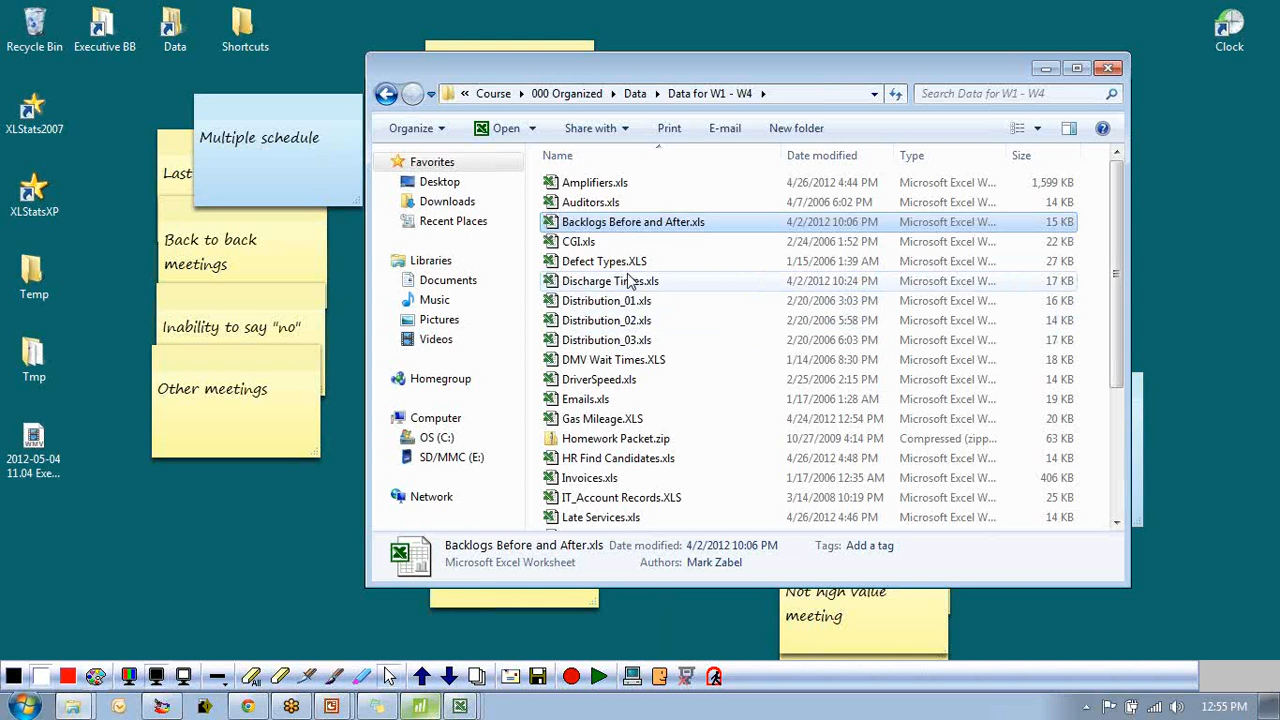 Recycle Bin
Executive BB
Data
Shortcuts
Clock
XLStats2007
XLStatsXP
Temp
Tmp
2012-05-04
11.04 Exe...
Multiple schedule
Last
Back to back
meetings
Inability to say "no"
Other meetings
« Course 000 Organized Data Data for W1 - W4
Search Data for W1 - W4
Organize Open Share with Print E-mail New folder
Favorites
Desktop
Downloads
Recent Places
Libraries
Documents
Music
Pictures
Videos
Homegroup
Computer
OS (C:)
SD/MMC (E:)
Network
Name Date modified Type Size
Amplifiers.xls 4/26/2012 4:44 PM Microsoft Excel W... 1,599 KB
Auditors.xls 4/7/2006 6:02 PM Microsoft Excel W... 14 KB
Backlogs Before and After.xls 4/2/2012 10:06 PM Microsoft Excel W... 15 KB
CGI.xls 2/24/2006 1:52 PM Microsoft Excel W... 22 KB
Defect Types.XLS 1/15/2006 1:39 AM Microsoft Excel W... 27 KB
Discharge Times.xls 4/2/2012 10:24 PM Microsoft Excel W... 17 KB
Distribution_01.xls 2/20/2006 3:03 PM Microsoft Excel W... 16 KB
Distribution_02.xls 2/20/2006 5:58 PM Microsoft Excel W... 14 KB
Distribution_03.xls 2/20/2006 6:03 PM Microsoft Excel W... 17 KB
DMV Wait Times.XLS 1/14/2006 8:30 PM Microsoft Excel W... 18 KB
DriverSpeed.xls 2/25/2006 2:15 PM Microsoft Excel W... 14 KB
Emails.xls 1/17/2006 1:28 AM Microsoft Excel W... 19 KB
Gas Mileage.XLS 4/24/2012 12:54 PM Microsoft Excel W... 20 KB
Homework Packet.zip 10/27/2009 4:14 PM Compressed (zipp... 63 KB
HR Find Candidates.xls 4/26/2012 4:48 PM Microsoft Excel W... 14 KB
Invoices.xls 1/17/2006 12:35 AM Microsoft Excel W... 406 KB
IT_Account Records.XLS 3/14/2008 10:19 PM Microsoft Excel W... 25 KB
Late Services.xls 4/26/2012 4:46 PM Microsoft Excel W... 14 KB
Backlogs Before and After.xls Date modified: 4/2/2012 10:06 PM Tags: Add a tag
Microsoft Excel Worksheet Authors: Mark Zabel
Not high value
meeting
12:55 PM